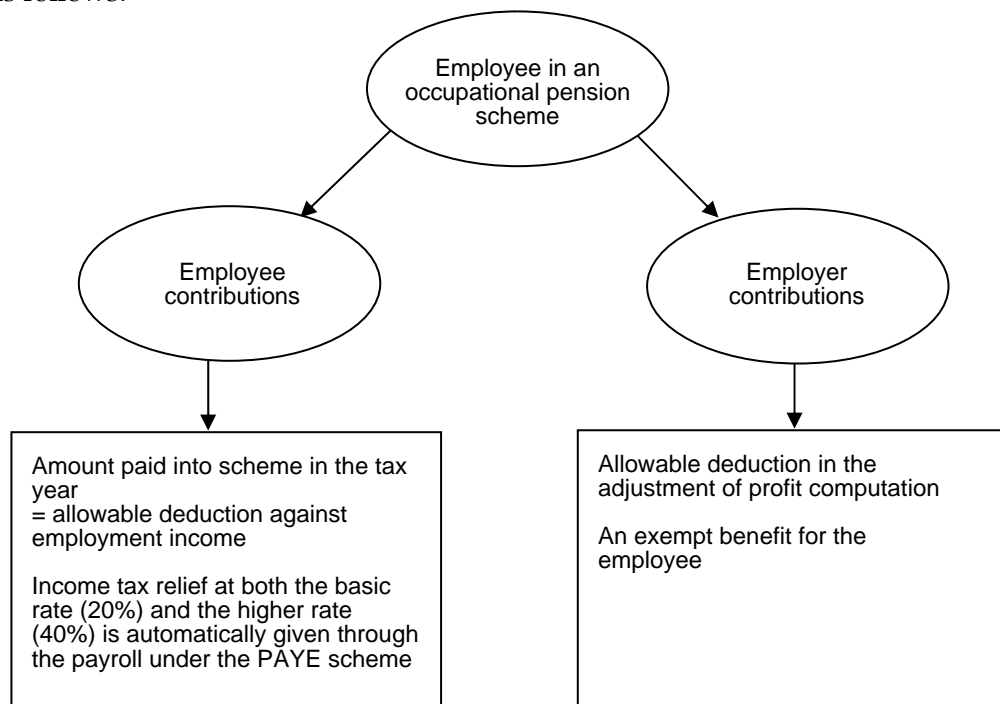 as follows:
Employee in an
occupational pension
scheme
Employee
contributions
Employer
contributions
Amount paid into scheme in the tax
year
= allowable deduction against
employment income
Income tax relief at both the basic
rate (20%) and the higher rate
(40%) is automatically given through
the payroll under the PAYE scheme
Allowable deduction in the
adjustment of profit computation
An exempt benefit for the
employee